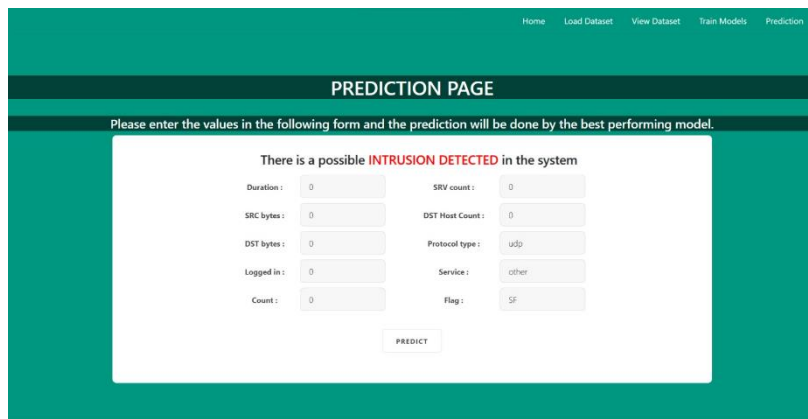 Home Load Dataset View Dataset Train Models Prediction
PREDICTION PAGE
Please enter the values in the following form and the prediction will be done by the best performing model.
There is a possible INTRUSION DETECTED in the system
Duration : 0 SRV count : 0
SRC bytes : 0 DST Host Count : 0
DST bytes : 0 Protocol type : udp
Logged in : 0 Service : other
Count : 0 Flag : SF
PREDICT